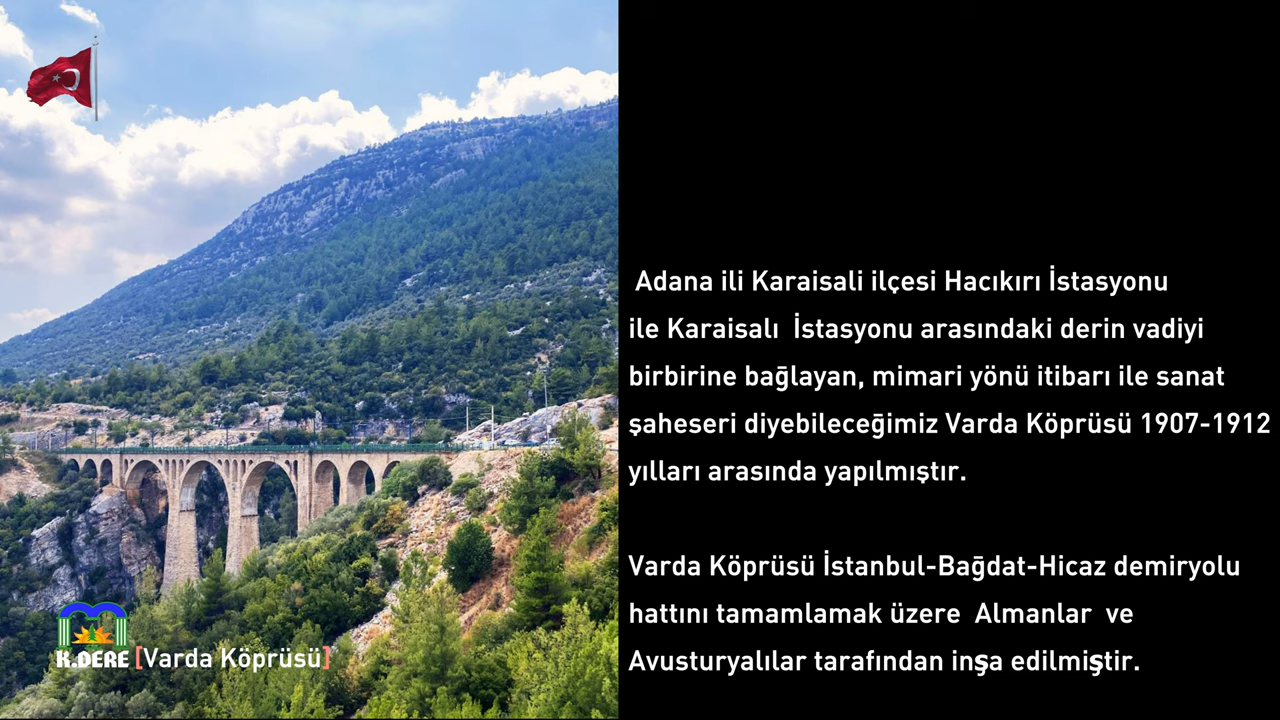 Adana ili Karaisali ilçesi Hacıkırı İstasyonu
ile Karaisalı İstasyonu arasındaki derin vadiyi
birbirine bağlayan, mimari yönü itibarı ile sanat
şaheseri diyebileceğimiz Varda Köprüsü 1907-1912
yılları arasında yapılmıştır.
Varda Köprüsü İstanbul-Bağdat-Hicaz demiryolu
hattını tamamlamak üzere Almanlar ve
Avusturyalılar tarafından inşa edilmiştir.
K.DERE [Varda Köprüsü]